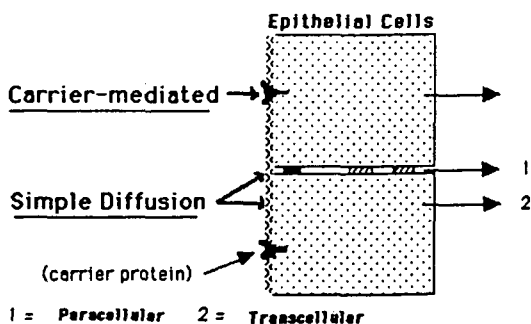 Epithelial Cells
Carrier-mediated
1
Simple Diffusion
2
(carrier protein)
1 = Paracellular 2 = Transcellular